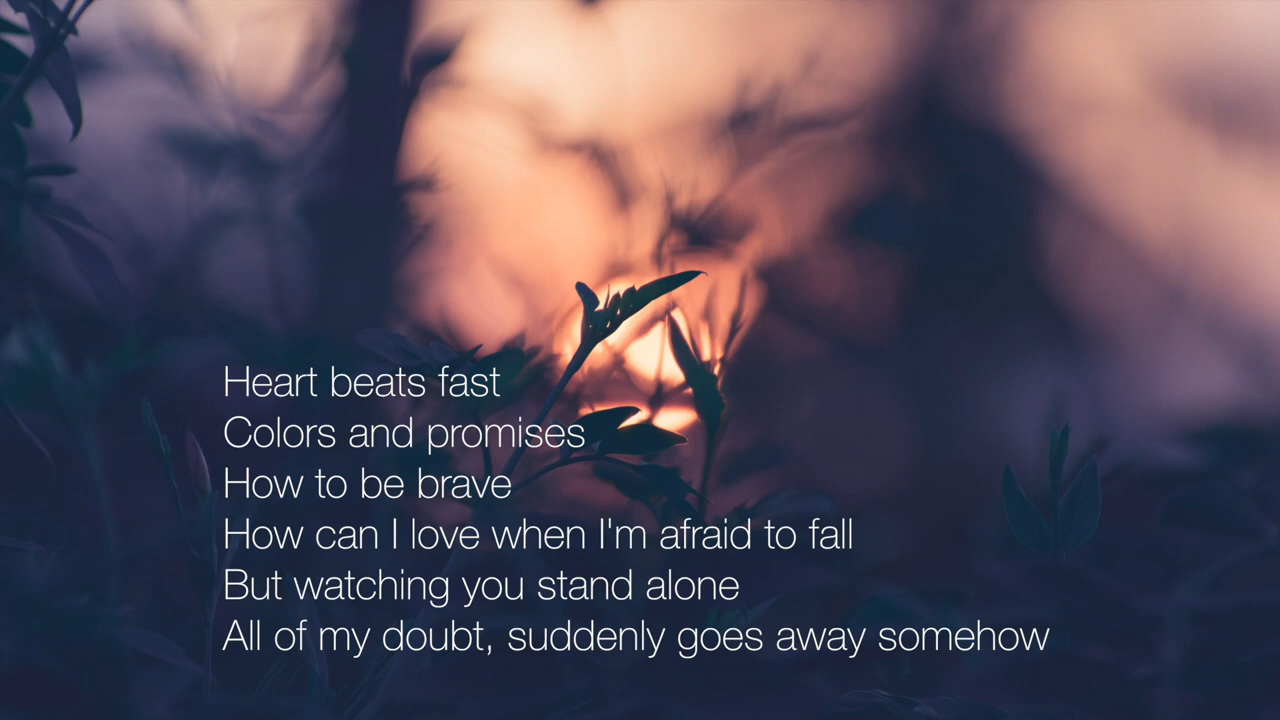 Heart beats fast
Colors and promises
How to be brave
How can I love when I'm afraid to fall
But watching you stand alone
All of my doubt, suddenly goes away somehow